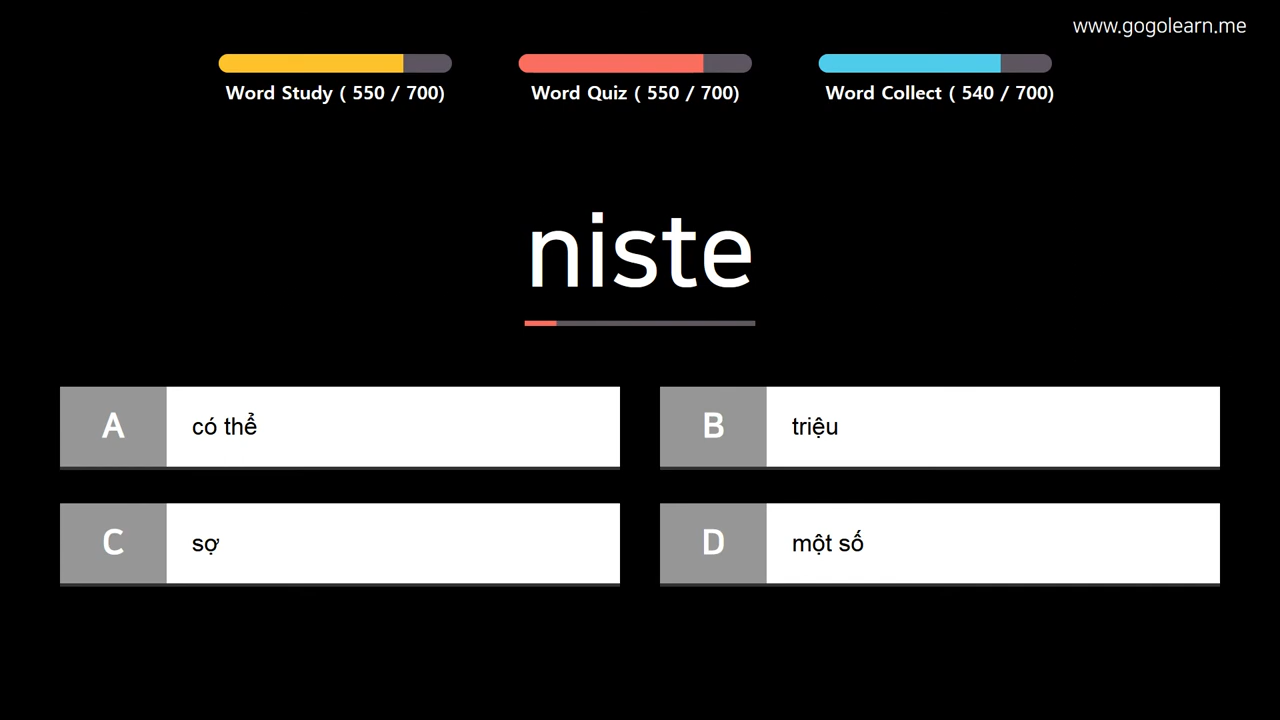 www.gogolearn.me
Word Study ( 550 / 700)
Word Quiz ( 550 / 700)
Word Collect ( 540 / 700)
niste
A
có thể
B
triệu
C
sợ
D
một số